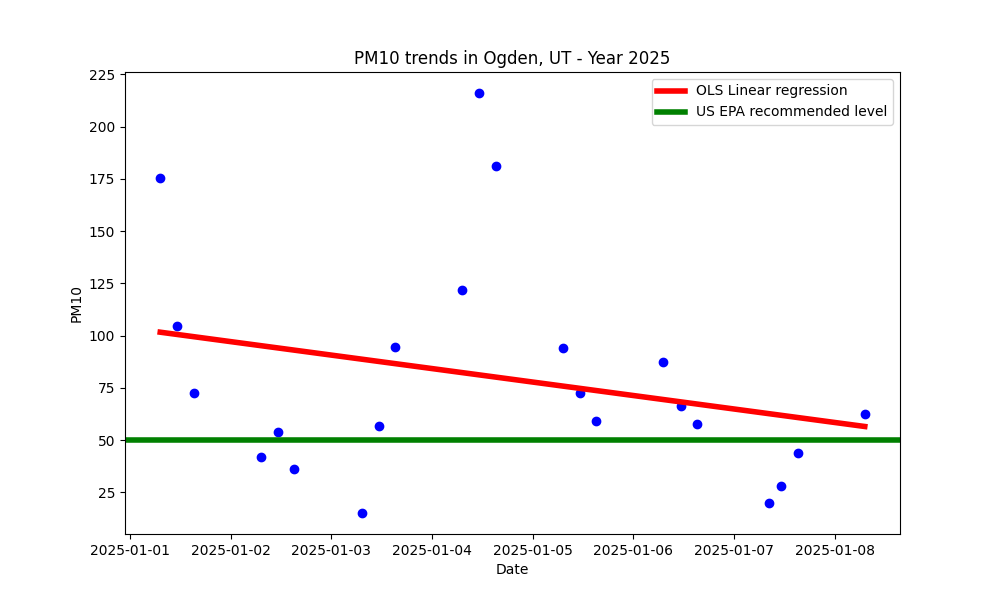 PM10 trends in Ogden, UT - Year 2025
OLS Linear regression
US EPA recommended level
225
200
175
150
125
100
75
50
25
PM10
2025-01-01 2025-01-02 2025-01-03 2025-01-04 2025-01-05 2025-01-06 2025-01-07 2025-01-08
Date